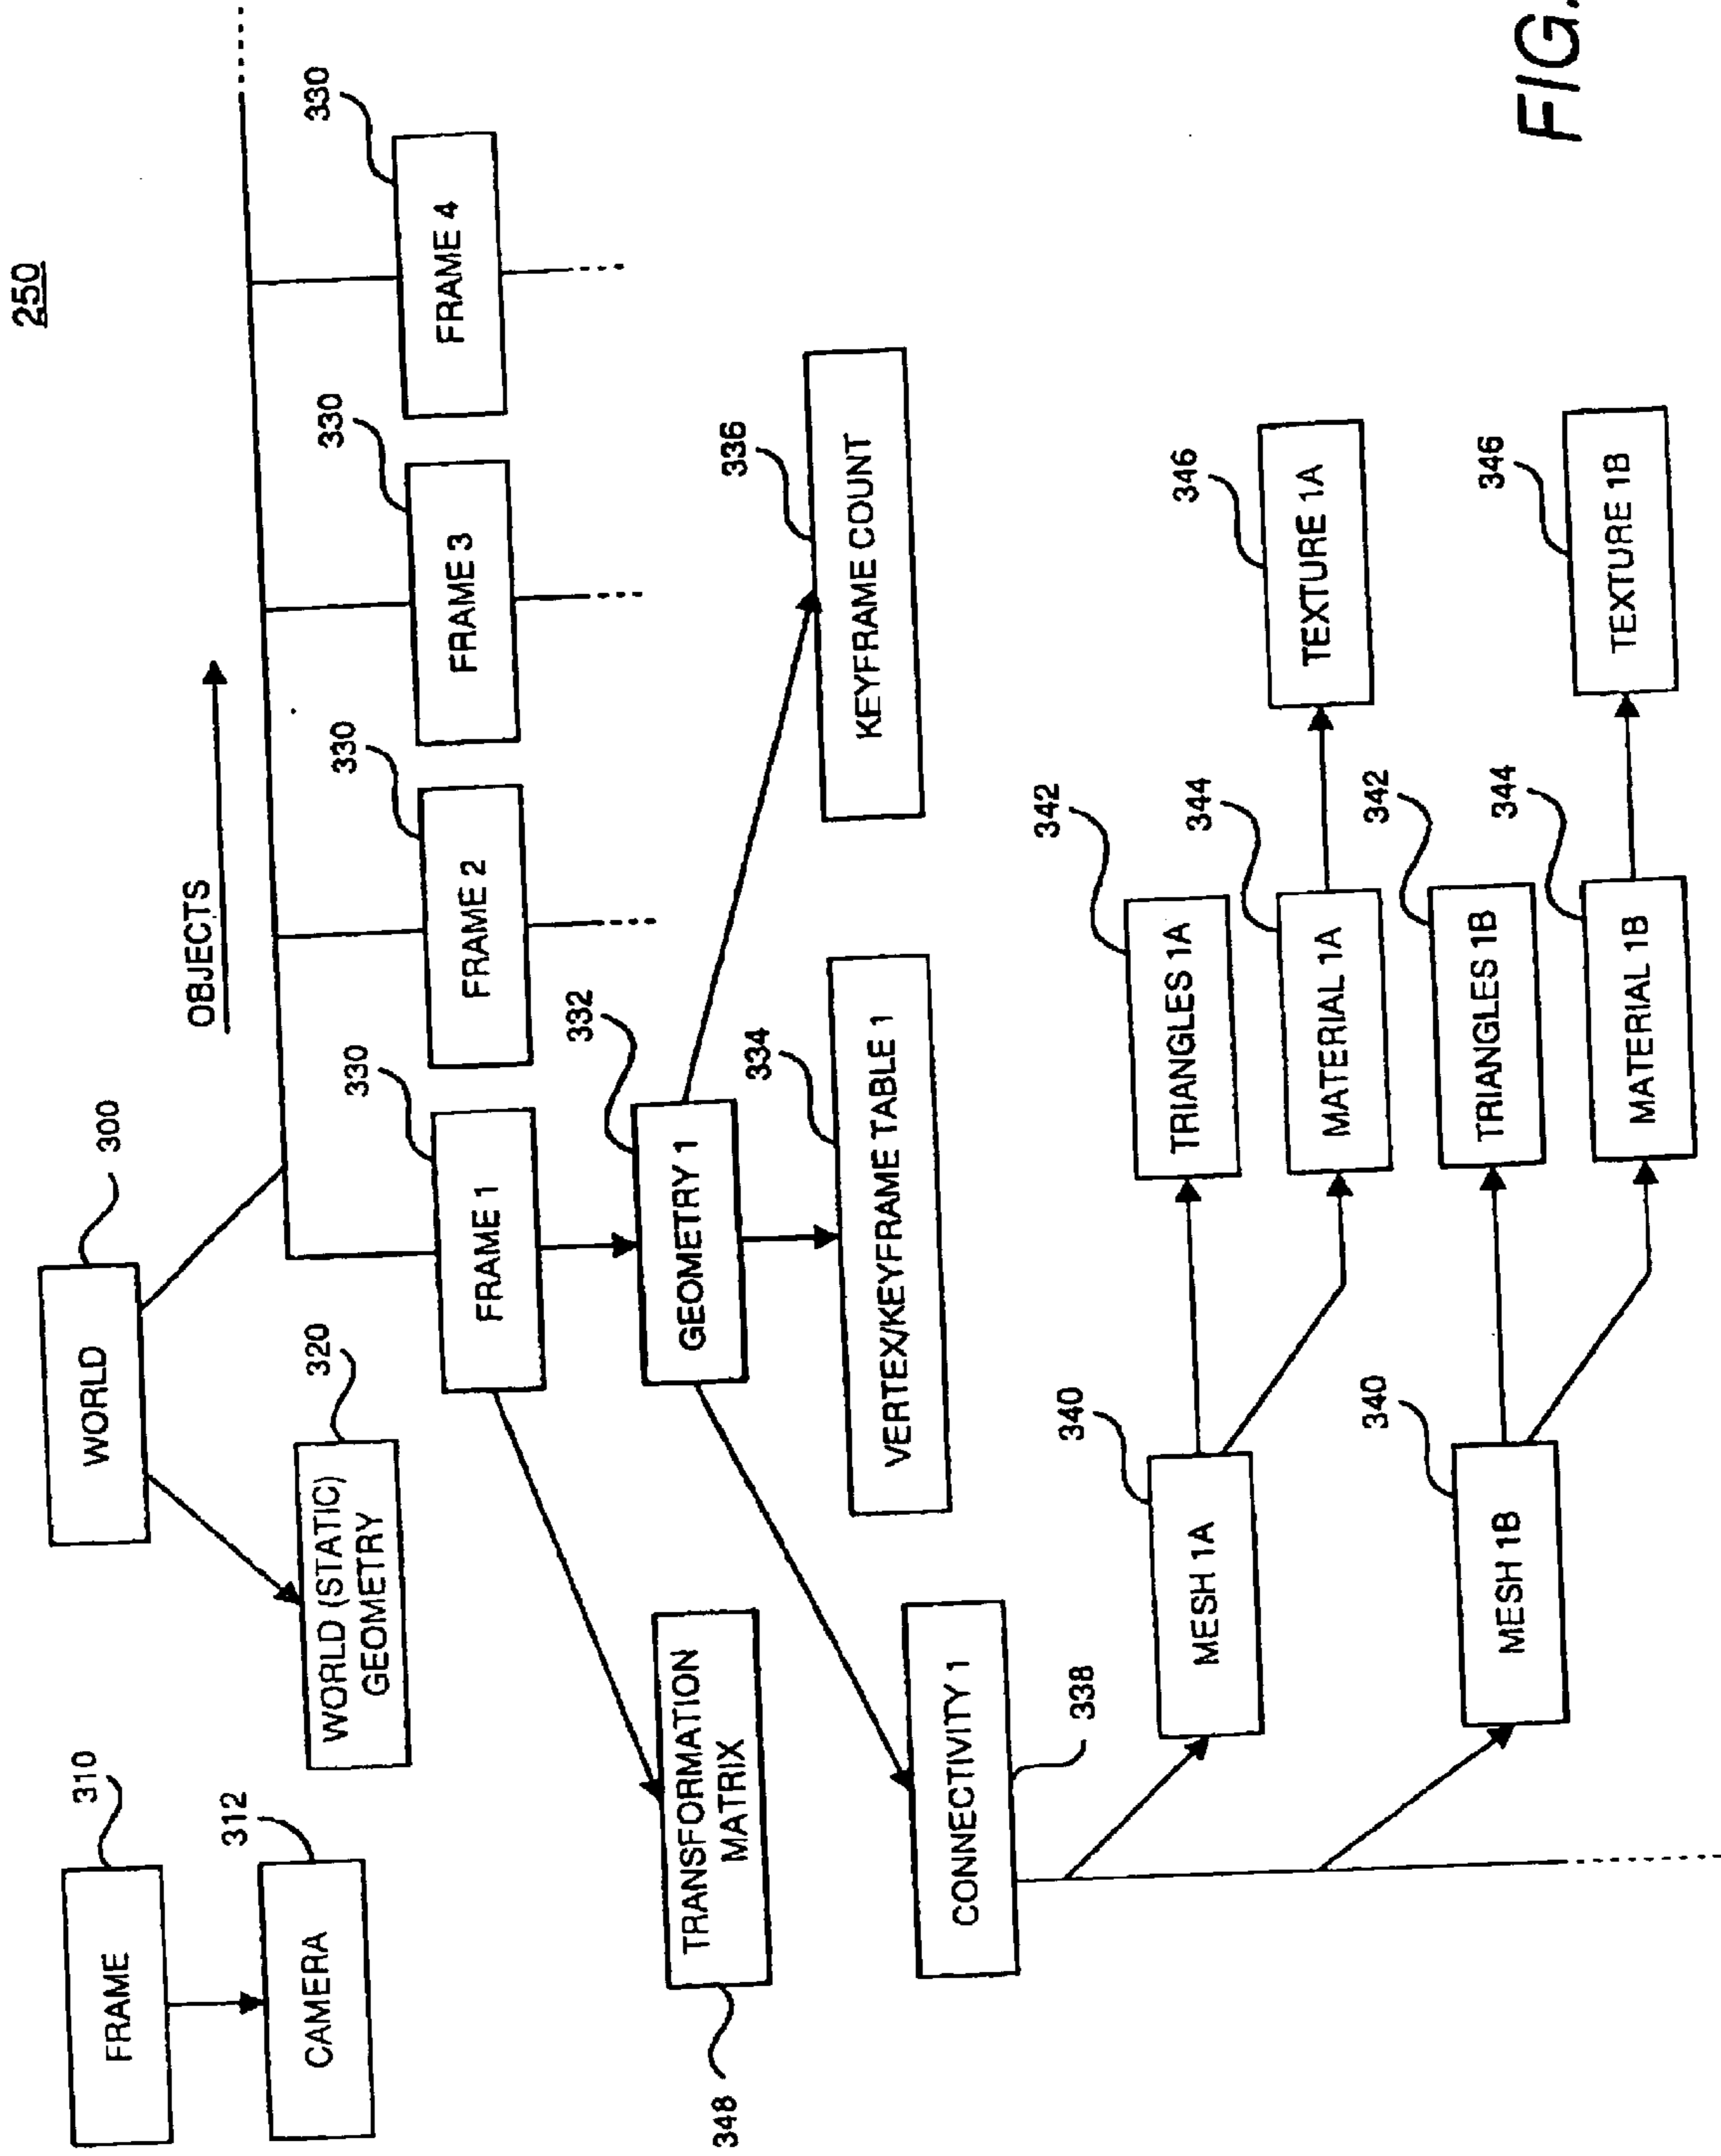 250
FRAME
310
CAMERA
312
WORLD
300
WORLD (STATIC)
GEOMETRY
320
OBJECTS
FRAME 1
330
FRAME 2
330
FRAME 3
330
FRAME 4
330
TRANSFORMATION
MATRIX
348
GEOMETRY 1
332
CONNECTIVITY 1
338
VERTEX/KEYFRAME TABLE 1
334
KEYFRAME COUNT
336
MESH 1A
340
TRIANGLES 1A
342
MATERIAL 1A
344
TEXTURE 1A
346
MESH 1B
340
TRIANGLES 1B
342
MATERIAL 1B
344
TEXTURE 1B
346
FIG.